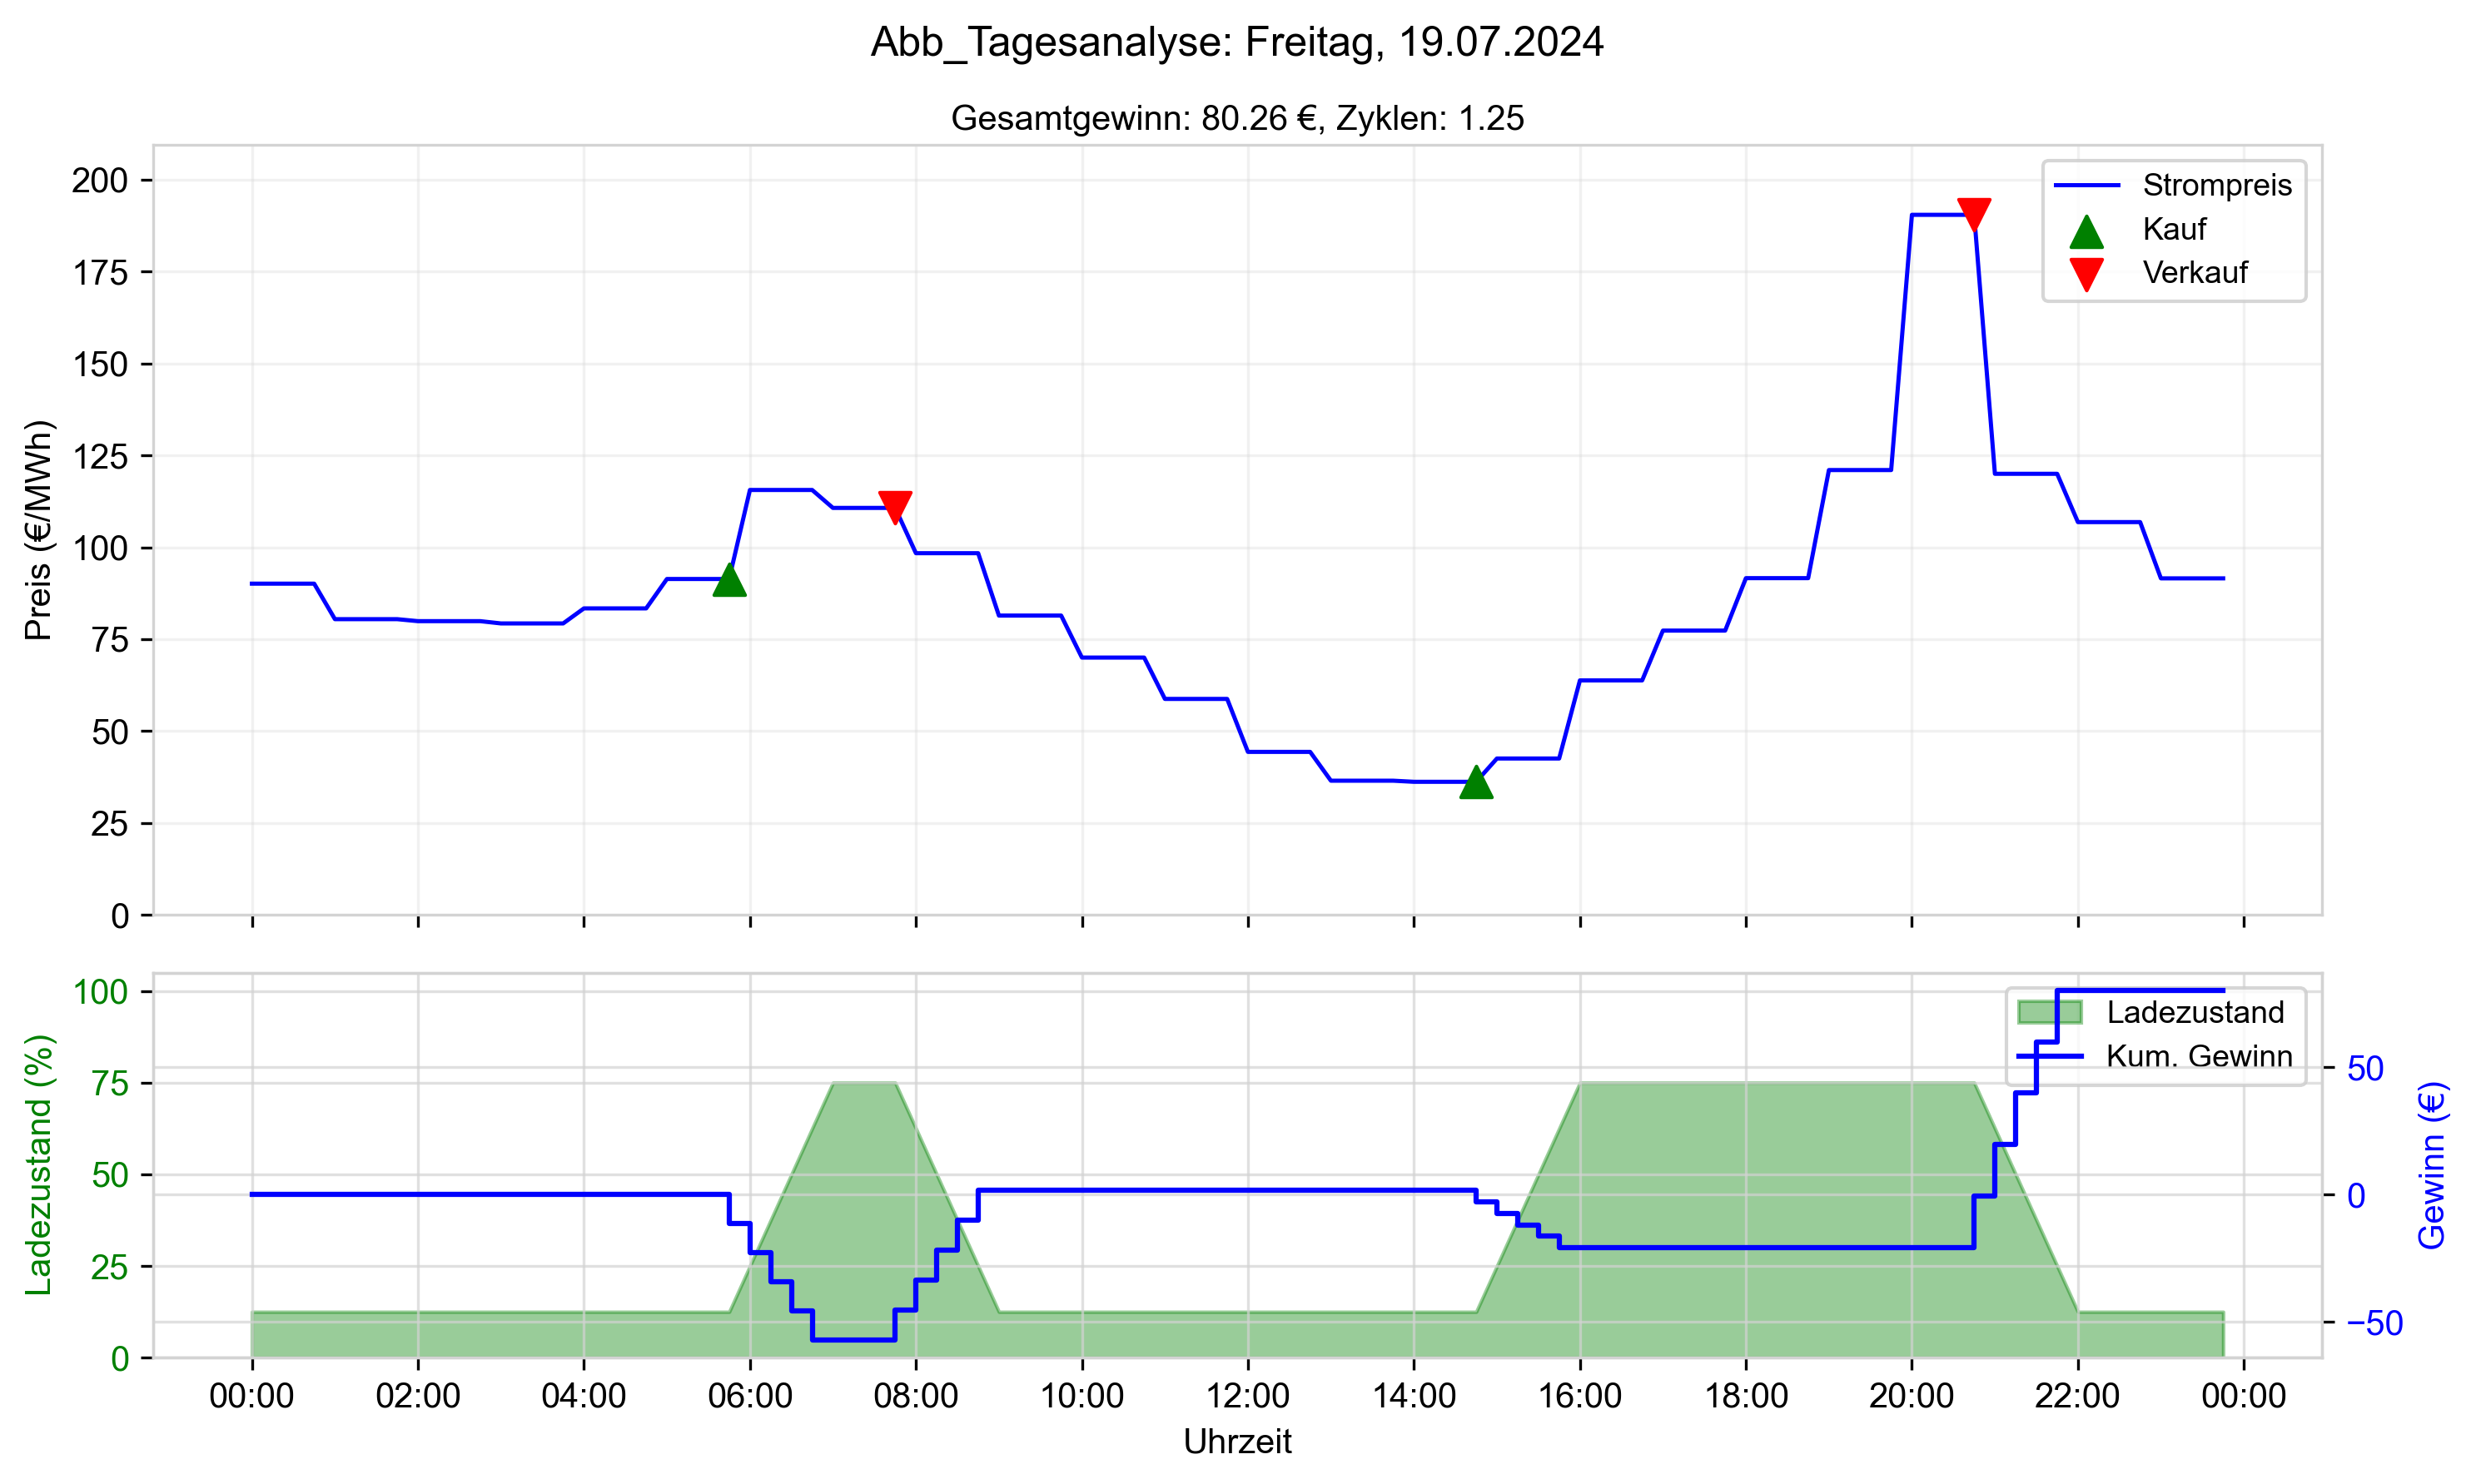 Abb_Tagesanalyse: Freitag, 19.07.2024
Gesamtgewinn: 80.26 €, Zyklen: 1.25
Preis (€/MWh)
200
175
150
125
100
75
50
25
0
Strompreis
Kauf
Verkauf
Ladezustand (%)
100
75
50
25
0
Ladezustand
Kum. Gewinn
50
0
−50
Gewinn (€)
00:00 02:00 04:00 06:00 08:00 10:00 12:00 14:00 16:00 18:00 20:00 22:00 00:00
Uhrzeit